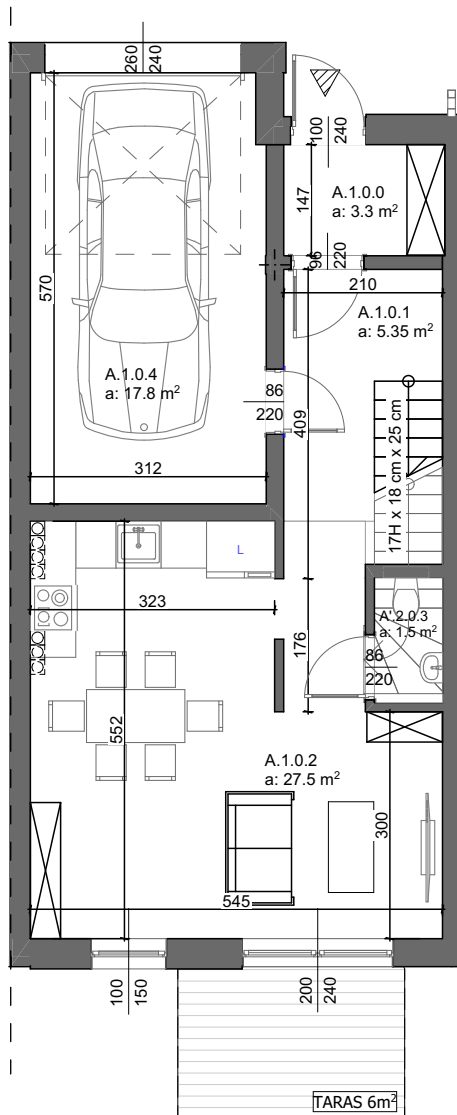 260
240
100
240
A.1.0.0
a: 3.3 m²
147
96
220
210
A.1.0.1
a: 5.35 m²
570
A.1.0.4
a: 17.8 m²
86
220
409
17H x 18 cm x 25 cm
312
L
323
A'.2.0.3
a: 1.5 m²
176
86
220
552
A.1.0.2
a: 27.5 m²
300
545
100
150
200
240
TARAS 6m²